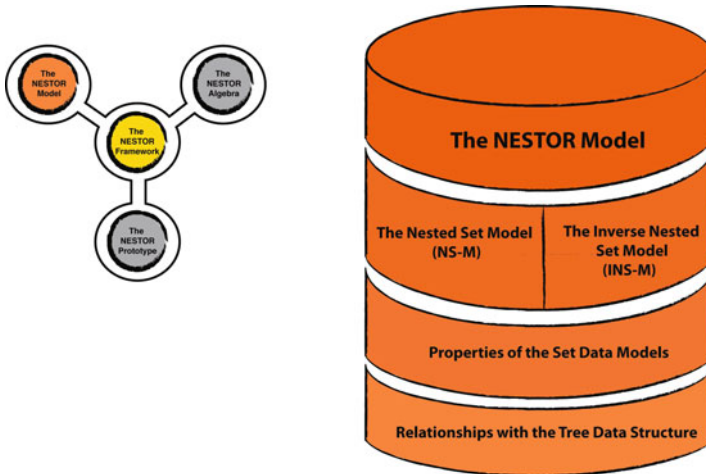 The
NESTOR
Model
The
NESTOR
Algebra
The
NESTOR
Framework
The
NESTOR
Prototype
The NESTOR Model
The Nested Set Model
(NS-M)
The Inverse Nested
Set Model
(INS-M)
Properties of the Set Data Models
Relationships with the Tree Data Structure